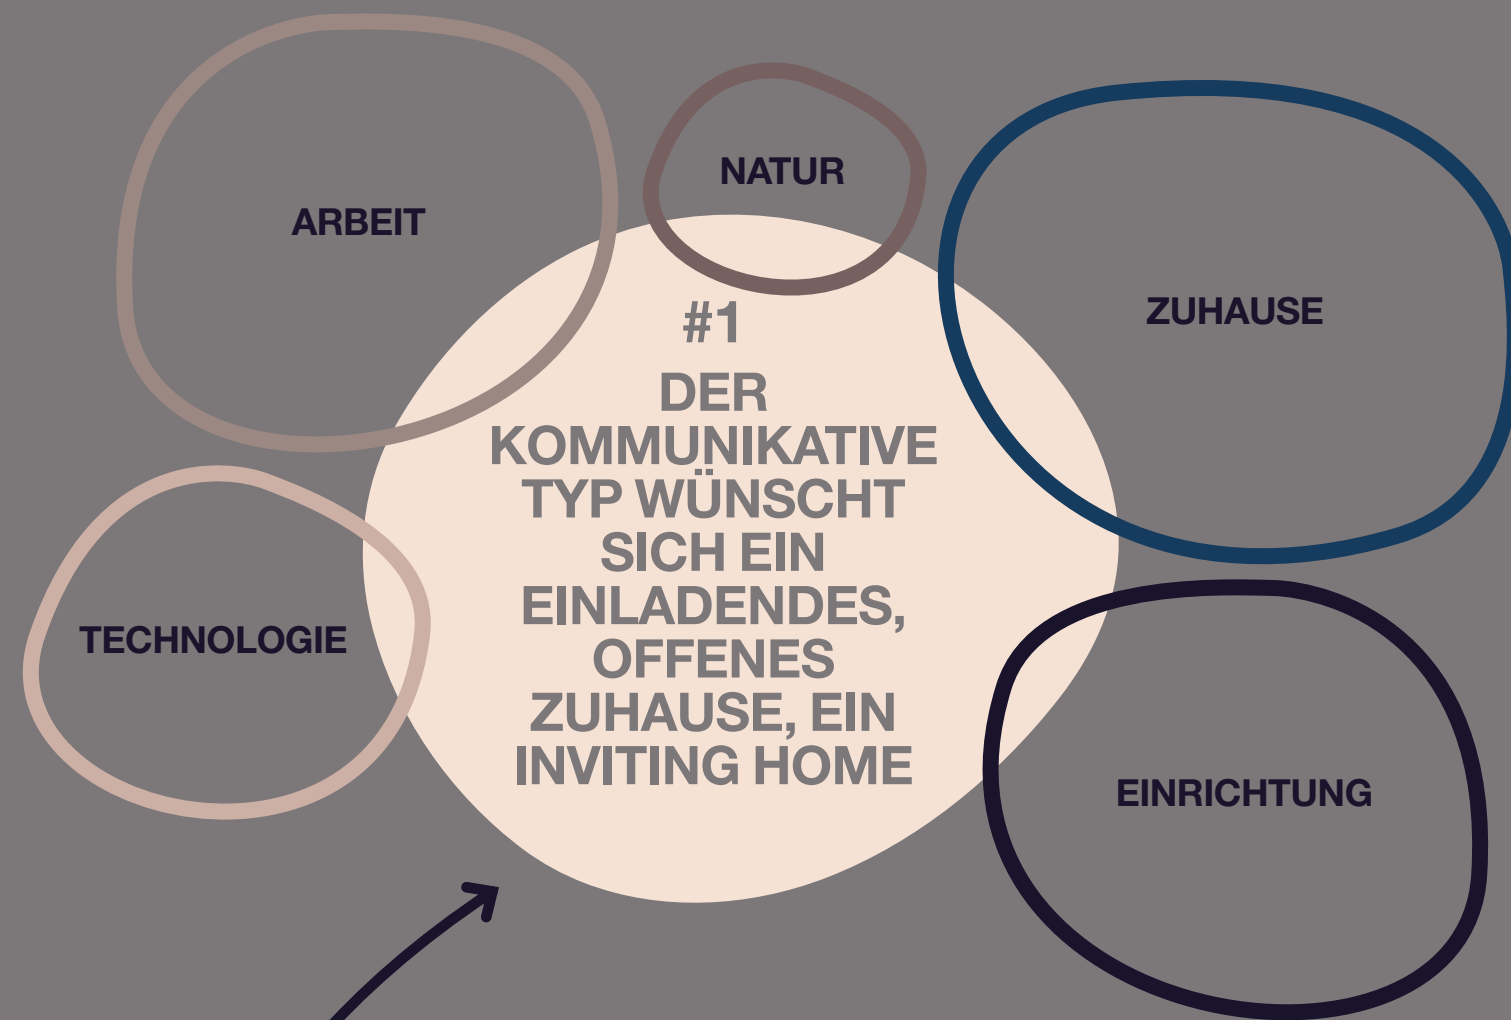 ARBEIT
NATUR
ZUHAUSE
#1
DER
KOMMUNIKATIVE
TYP WÜNSCHT
SICH EIN
EINLADENDES,
OFFENES
ZUHAUSE, EIN
INVITING HOME
TECHNOLOGIE
EINRICHTUNG